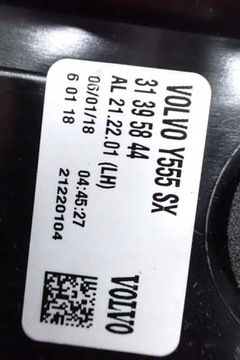 VOLVO Y555 SX
31 39 58 44
AL 21.22.01 (LH)
06/01/18 04:45:27
6 01 18 21220104
VOLVO